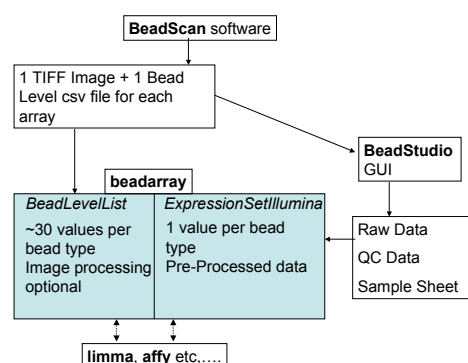 BeadScan software
1 TIFF Image + 1 Bead
Level csv file for each
array
BeadStudio
GUI
beadarray
BeadLevelList
~30 values per
bead type
Image processing
optional
ExpressionSetIllumina
1 value per bead
type
Pre-Processed data
Raw Data
QC Data
Sample Sheet
limma, affy etc,....